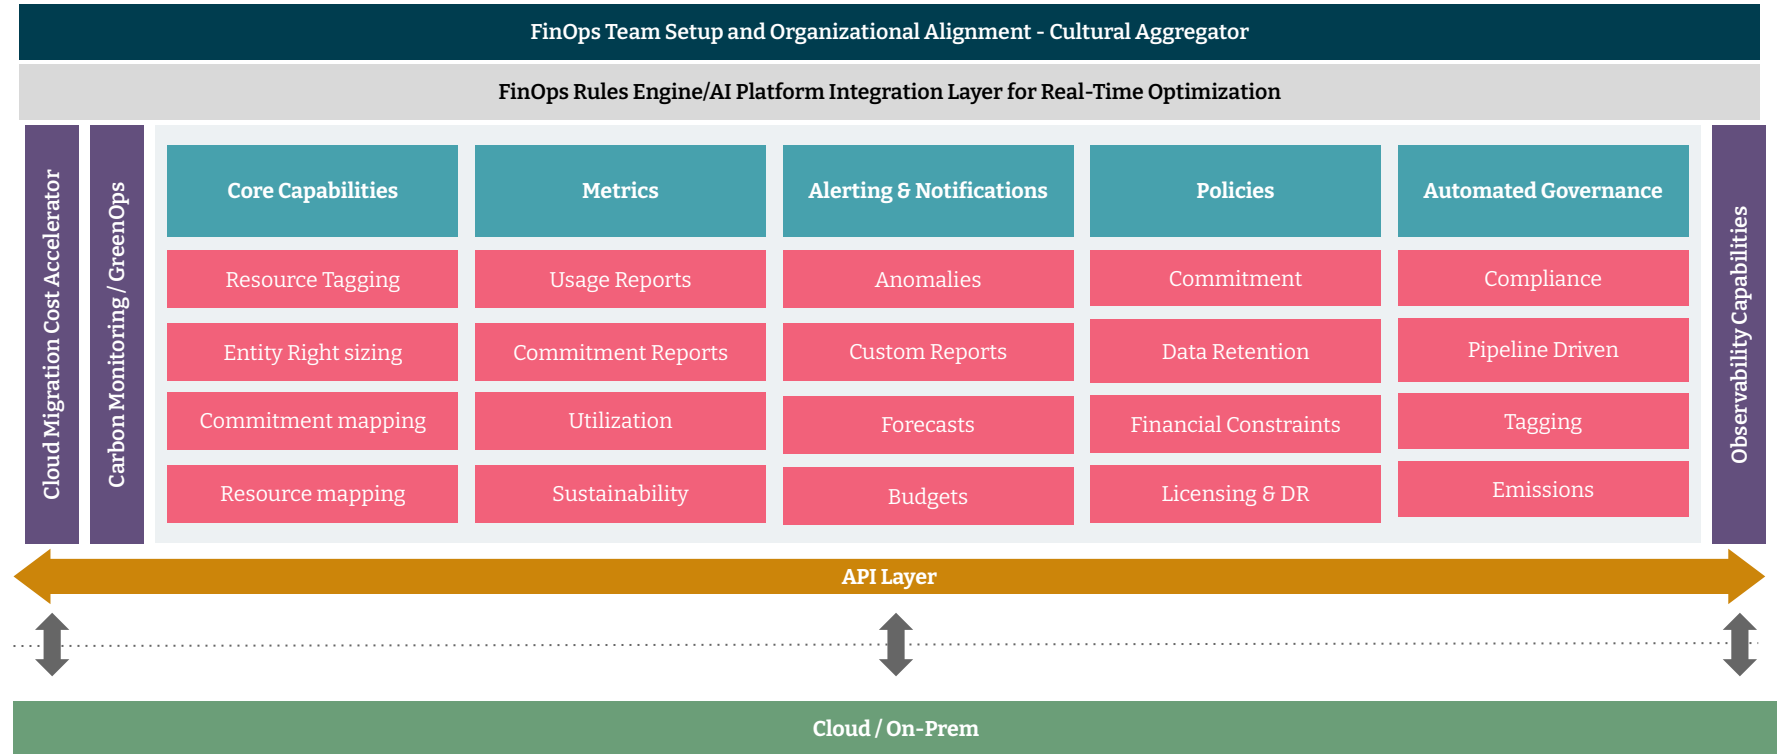 FinOps Team Setup and Organizational Alignment - Cultural Aggregator
FinOps Rules Engine/AI Platform Integration Layer for Real-Time Optimization
Cloud Migration Cost Accelerator
Carbon Monitoring / GreenOps
Core Capabilities
Resource Tagging
Entity Right sizing
Commitment mapping
Resource mapping
Metrics
Usage Reports
Commitment Reports
Utilization
Sustainability
Alerting & Notifications
Anomalies
Custom Reports
Forecasts
Budgets
Policies
Commitment
Data Retention
Financial Constraints
Licensing & DR
Automated Governance
Compliance
Pipeline Driven
Tagging
Emissions
Observability Capabilities
API Layer
Cloud / On-Prem